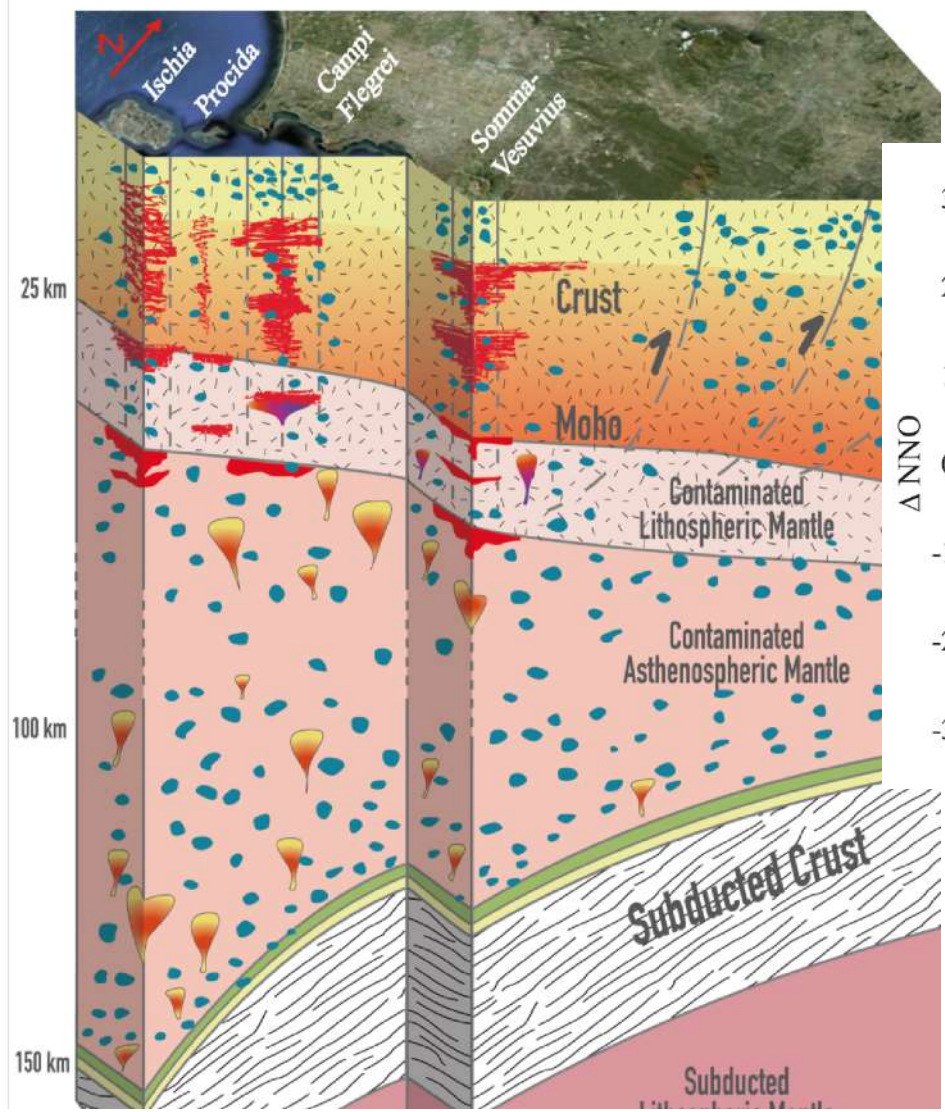 N
Ischia
Procida
Campi
Flegrei
Somma-
Vesuvius
25 km
Crust
Moho
Contaminated
Lithospheric Mantle
Contaminated
Asthenospheric Mantle
100 km
Subducted Crust
150 km
Subducted
Δ NNO
-2